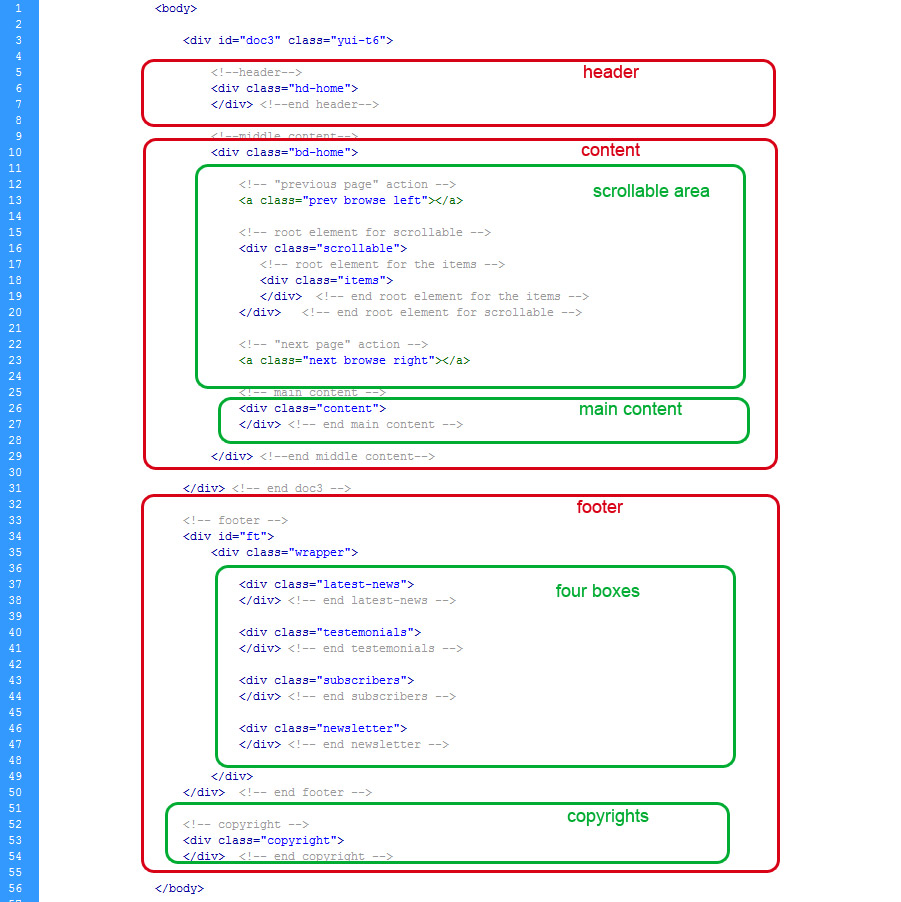 1 <body>
2
3 <div id="doc3" class="yui-t6">
4
5 <!--header--> header
6 <div class="hd-home">
7 </div> <!--end header-->
8
9 <!--middle content-->
10 <div class="bd-home"> content
11
12 <!-- "previous page" action --> scrollable area
13 <a class="prev browse left"></a>
14
15 <!-- root element for scrollable -->
16 <div class="scrollable">
17 <!-- root element for the items -->
18 <div class="items">
19 </div> <!-- end root element for the items -->
20 </div> <!-- end root element for scrollable -->
21
22 <!-- "next page" action -->
23 <a class="next browse right"></a>
24
25 <!-- main content -->
26 <div class="content"> main content
27 </div> <!-- end main content -->
28
29 </div> <!--end middle content-->
30
31 </div> <!-- end doc3 -->
32 footer
33 <!-- footer -->
34 <div id="ft">
35 <div class="wrapper">
36
37 <div class="latest-news"> four boxes
38 </div> <!-- end latest-news -->
39
40 <div class="testemonials">
41 </div> <!-- end testemonials -->
42
43 <div class="subscribers">
44 </div> <!-- end subscribers -->
45
46 <div class="newsletter">
47 </div> <!-- end newsletter -->
48
49 </div>
50 </div> <!-- end footer -->
51
52 <!-- copyright --> copyrights
53 <div class="copyright">
54 </div> <!-- end copyright -->
55
56 </body>